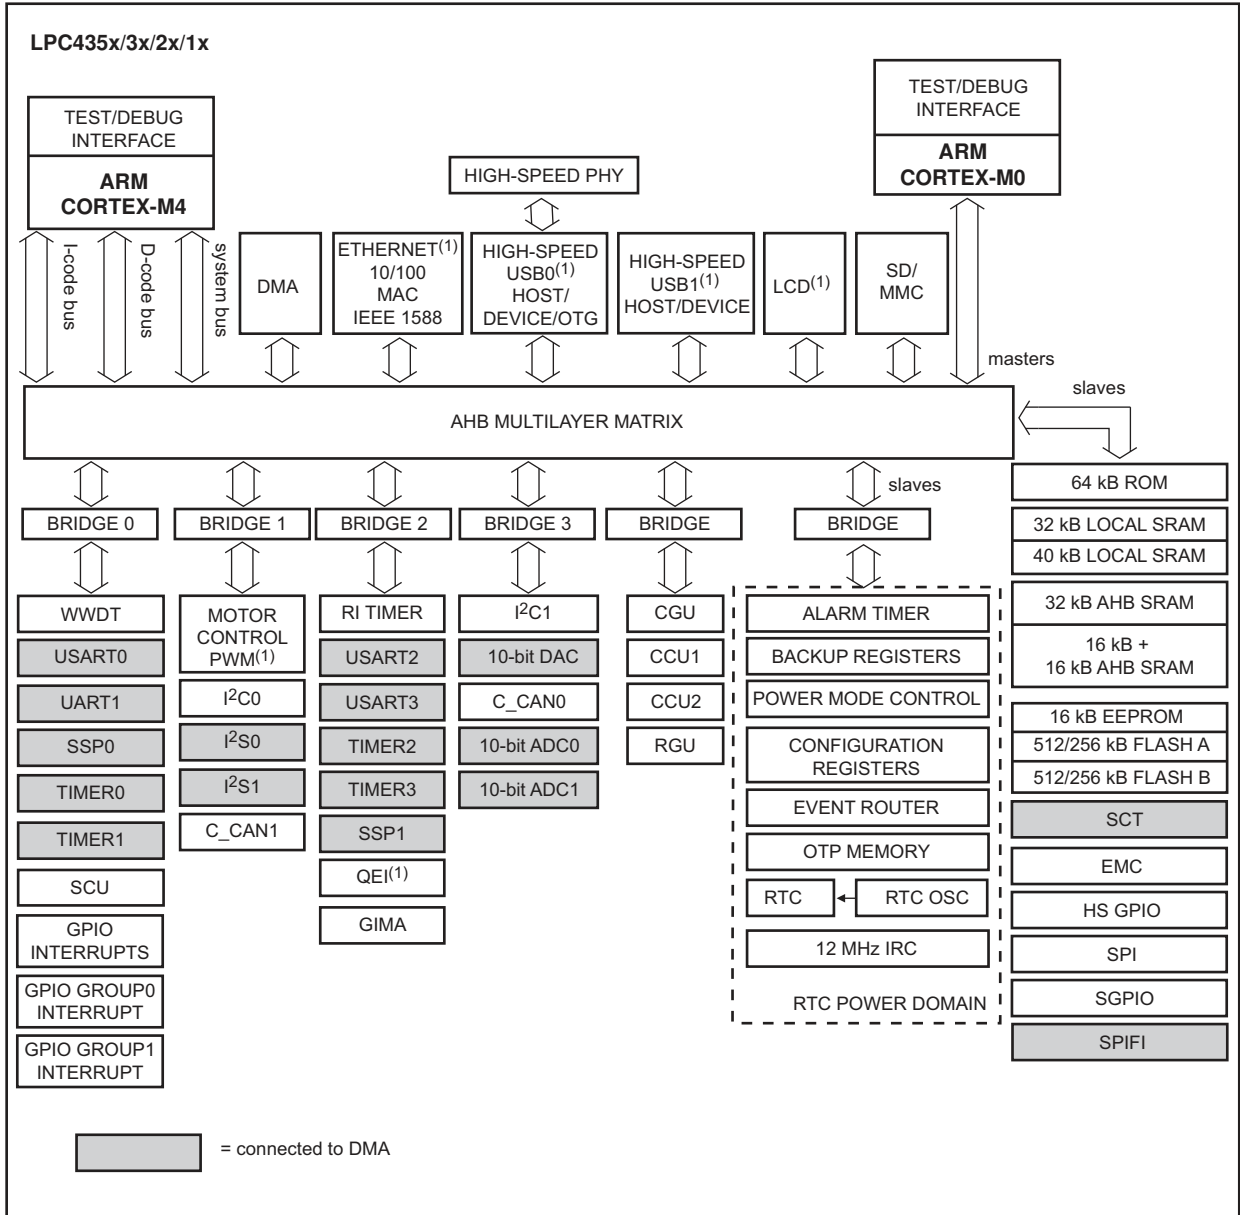 LPC435x/3x/2x/1x
TEST/DEBUG
INTERFACE
ARM
CORTEX-M4
TEST/DEBUG
INTERFACE
ARM
CORTEX-M0
HIGH-SPEED PHY
I-code bus
D-code bus
system bus
DMA
ETHERNET(1)
10/100
MAC
IEEE 1588
HIGH-SPEED
USB0(1)
HOST/
DEVICE/OTG
HIGH-SPEED
USB1(1)
HOST/DEVICE
LCD(1)
SD/
MMC
masters
slaves
AHB MULTILAYER MATRIX
slaves
BRIDGE 0
BRIDGE 1
BRIDGE 2
BRIDGE 3
BRIDGE
BRIDGE
WWDT
USART0
UART1
SSP0
TIMER0
TIMER1
SCU
GPIO
INTERRUPTS
GPIO GROUP0
INTERRUPT
GPIO GROUP1
INTERRUPT
MOTOR
CONTROL
PWM(1)
I2C0
I2S0
I2S1
C_CAN1
RI TIMER
USART2
USART3
TIMER2
TIMER3
SSP1
QEI(1)
GIMA
I2C1
10-bit DAC
C_CAN0
10-bit ADC0
10-bit ADC1
CGU
CCU1
CCU2
RGU
ALARM TIMER
BACKUP REGISTERS
POWER MODE CONTROL
CONFIGURATION
REGISTERS
EVENT ROUTER
OTP MEMORY
RTC
RTC OSC
12 MHz IRC
RTC POWER DOMAIN
64 kB ROM
32 kB LOCAL SRAM
40 kB LOCAL SRAM
32 kB AHB SRAM
16 kB +
16 kB AHB SRAM
16 kB EEPROM
512/256 kB FLASH A
512/256 kB FLASH B
SCT
EMC
HS GPIO
SPI
SGPIO
SPIFI
= connected to DMA